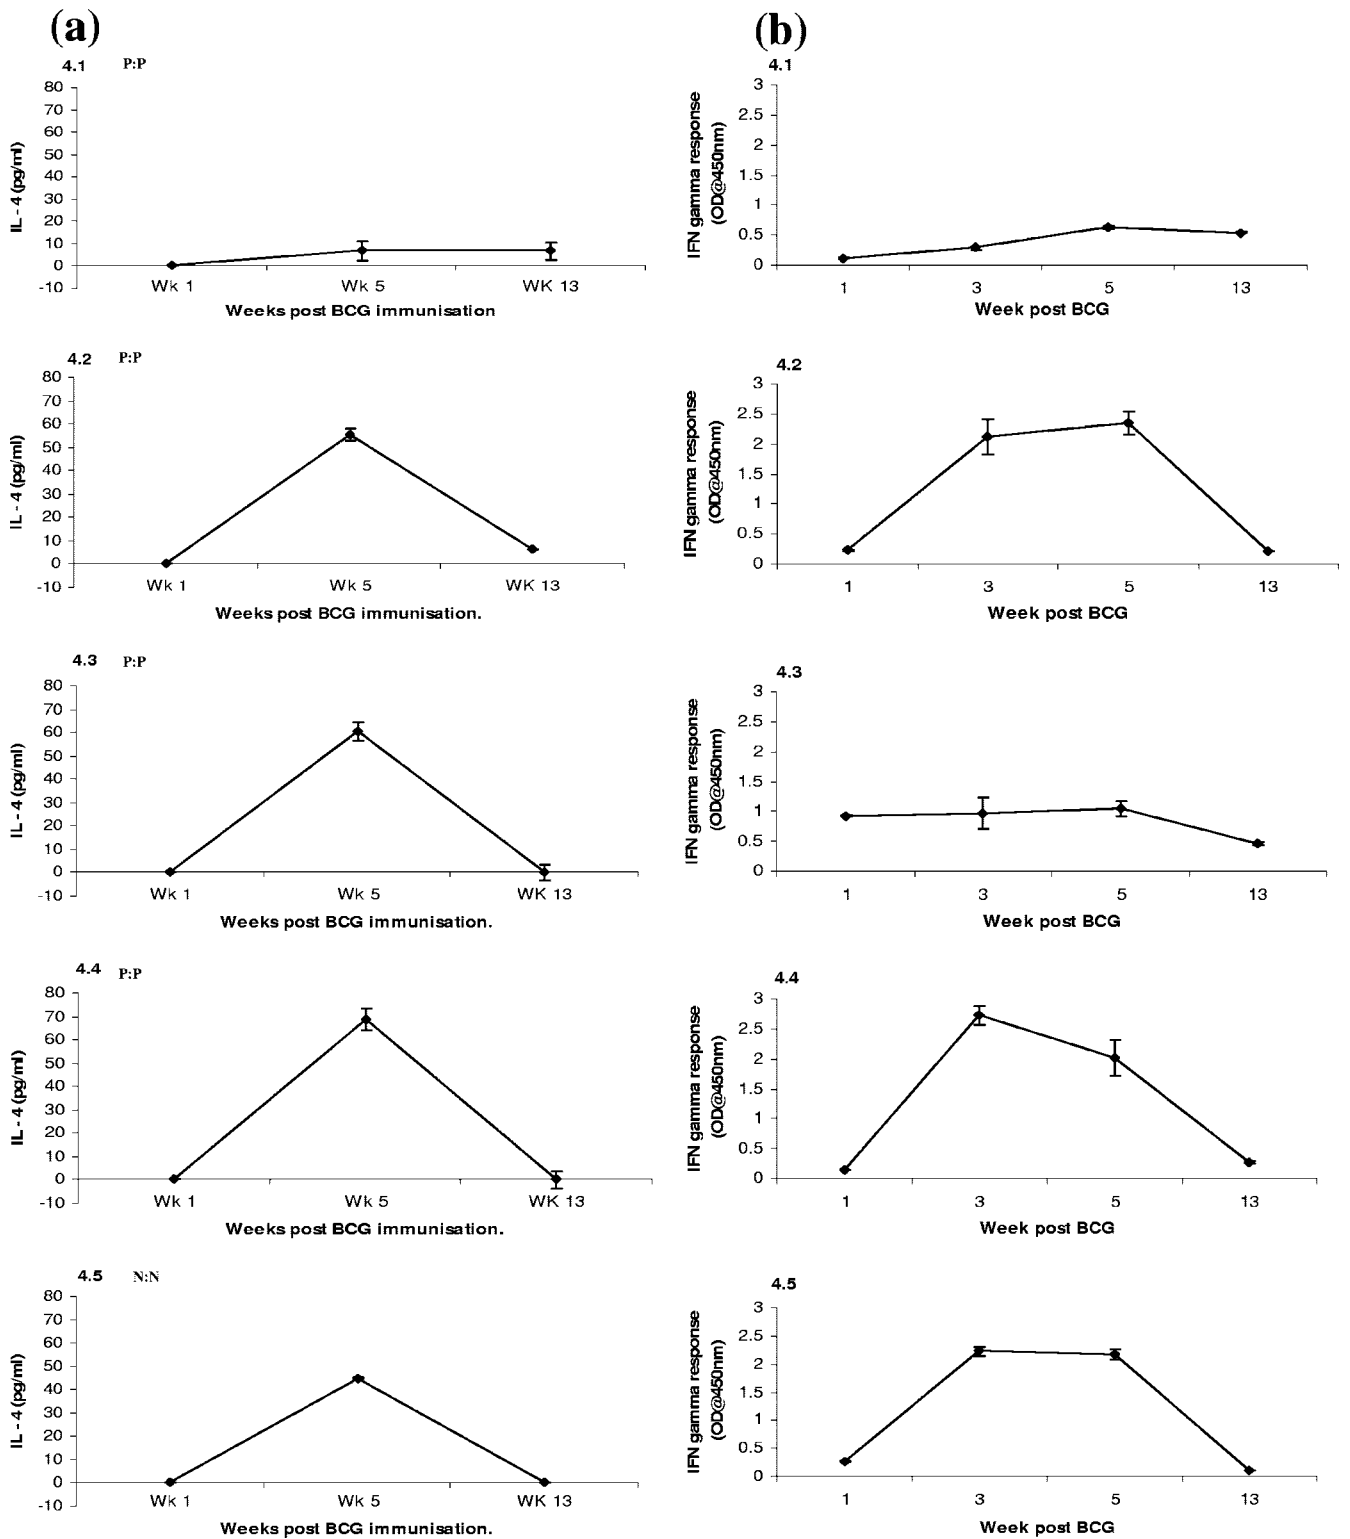 (a)
4.1 P:P
80
70
60
50
40
30
20
10
0
-10
IL - 4 (pg/ml)
Wk 1 Wk 5 WK 13
Weeks post BCG immunisation
4.2 P:P
80
70
60
50
40
30
20
10
0
-10
IL - 4 (pg/ml)
Wk 1 Wk 5 WK 13
Weeks post BCG immunisation.
4.3 P:P
80
70
60
50
40
30
20
10
0
-10
IL - 4 (pg/ml)
Wk 1 Wk 5 WK 13
Weeks post BCG immunisation.
4.4 P:P
80
70
60
50
40
30
20
10
0
-10
IL - 4 (pg/ml)
Wk 1 Wk 5 WK 13
Weeks post BCG immunisation.
4.5 N:N
80
70
60
50
40
30
20
10
0
-10
IL - 4 (pg/ml)
Wk 1 Wk 5 WK 13
Weeks post BCG immunisation.
(b)
4.1
3
2.5
2
1.5
1
0.5
0
IFN gamma response
(OD@450nm)
1 3 5 13
Week post BCG
4.2
3
2.5
2
1.5
1
0.5
0
IFN gamma response
(OD@450nm)
1 3 5 13
Week post BCG
4.3
3
2.5
2
1.5
1
0.5
0
IFN gamma response
(OD@450nm)
1 3 5 13
Week post BCG
4.4
3
2.5
2
1.5
1
0.5
0
IFN gamma response
(OD@450nm)
1 3 5 13
Week post BCG
4.5
3
2.5
2
1.5
1
0.5
0
IFN gamma response
(OD@450nm)
1 3 5 13
Week post BCG